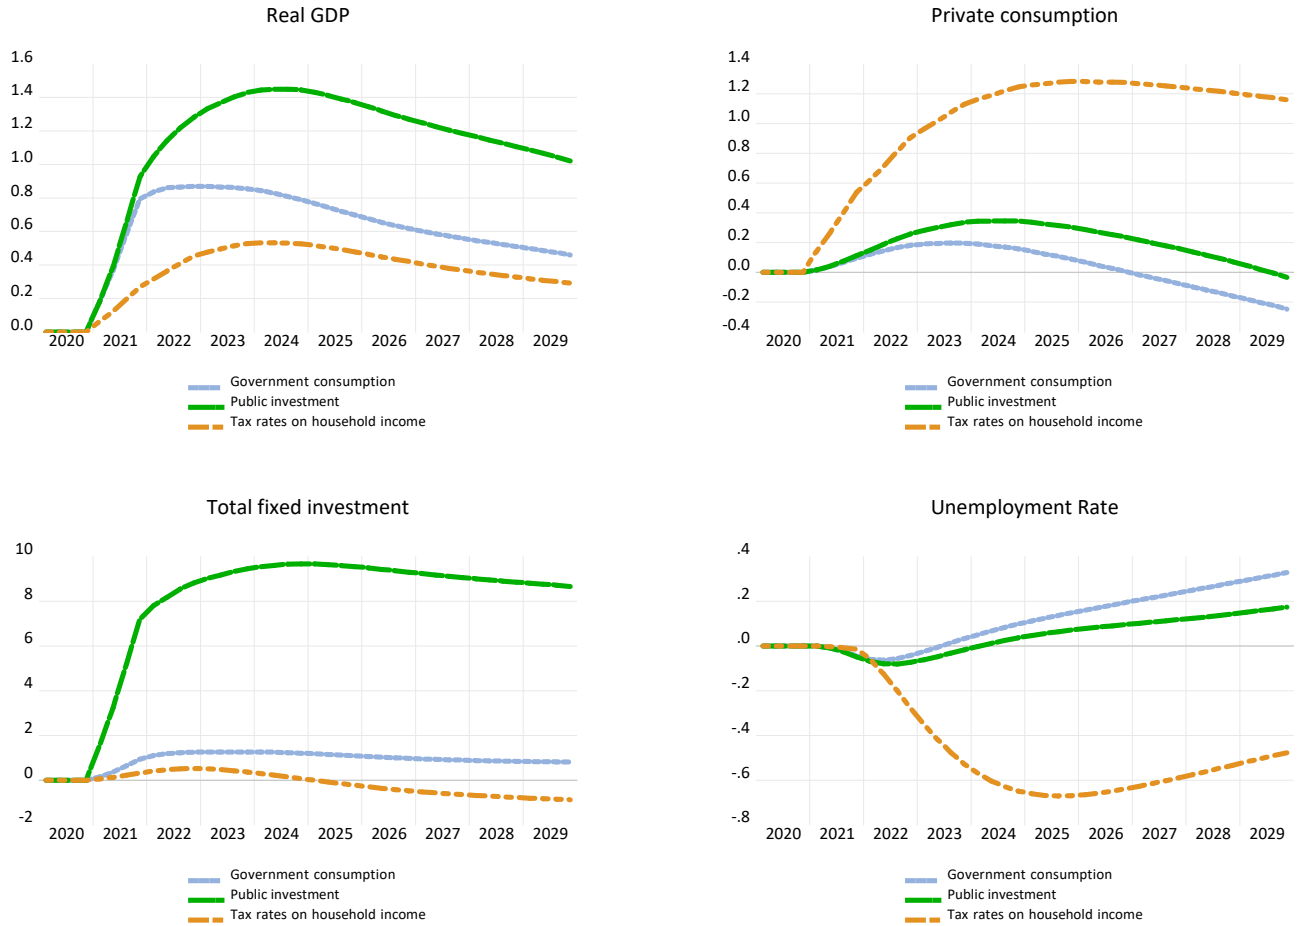 Real GDP
1.6
1.4
1.2
1.0
0.8
0.6
0.4
0.2
0.0
2020 2021 2022 2023 2024 2025 2026 2027 2028 2029
Government consumption
Public investment
Tax rates on household income
Private consumption
1.4
1.2
1.0
0.8
0.6
0.4
0.2
0.0
-0.2
-0.4
2020 2021 2022 2023 2024 2025 2026 2027 2028 2029
Government consumption
Public investment
Tax rates on household income
Total fixed investment
10
8
6
4
2
0
-2
2020 2021 2022 2023 2024 2025 2026 2027 2028 2029
Government consumption
Public investment
Tax rates on household income
Unemployment Rate
.4
.2
.0
-.2
-.4
-.6
-.8
2020 2021 2022 2023 2024 2025 2026 2027 2028 2029
Government consumption
Public investment
Tax rates on household income